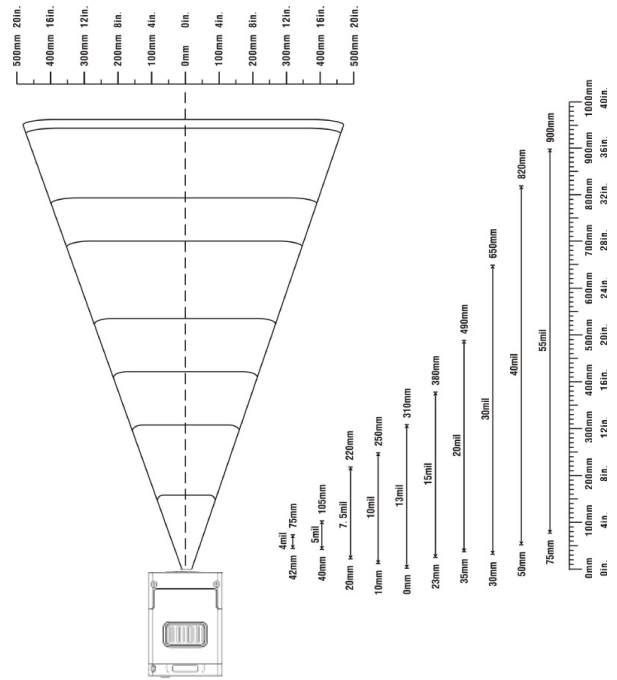 500mm 20in.
400mm 16in.
300mm 12in.
200mm 8in.
100mm 4in.
0mm 0in.
100mm 4in.
200mm 8in.
300mm 12in.
400mm 16in.
500mm 20in.
42mm 4mil 75mm
40mm 5mil 105mm
20mm 7.5mil 220mm
10mm 10mil 250mm
0mm 13mil 310mm
23mm 15mil 380mm
35mm 20mil 490mm
30mm 30mil 650mm
50mm 40mil 820mm
75mm 55mil 900mm
0mm 100mm 200mm 300mm 400mm 500mm 600mm 700mm 800mm 900mm 1000mm
0in. 4in. 8in. 12in. 16in. 20in. 24in. 28in. 32in. 36in. 40in.